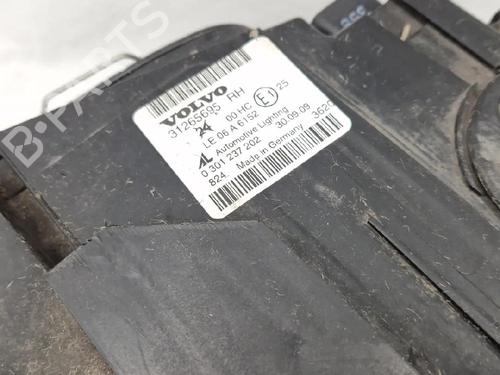 VOLVO
31265695 RH
00 HC E1 25
LE 06 A 6152
AL Automotive Lighting
0 301 237 202 30.09.09
824. Made in Germany 362
B-PARTS